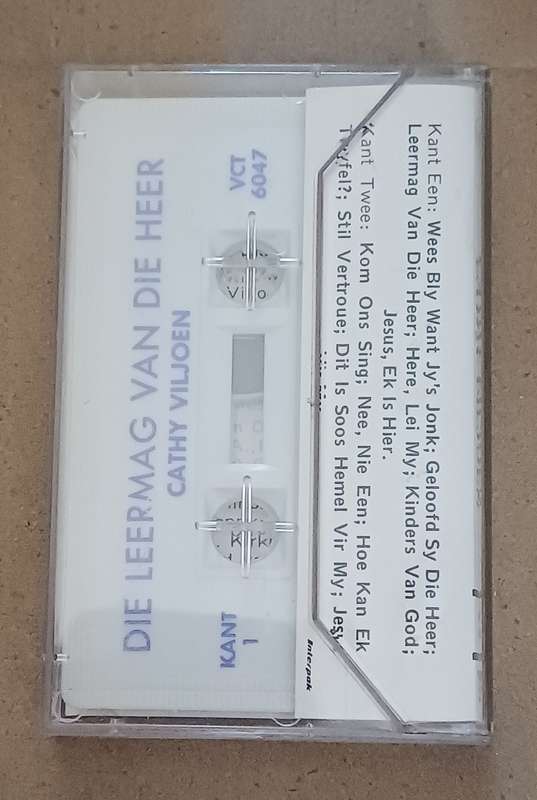 Kant Een: Wees Bly Want Jy's Jonk; Geloofd Sy Die Heer;
Leermag Van Die Heer; Here, Lei My; Kinders Van God;
Jesus, Ek Is Hier.
Kant Twee: Kom Ons Sing; Nee, Nie Een; Hoe Kan Ek
Twyfel?; Stil Vertroue; Dit Is Soos Hemel Vir My;
Interpak
DIE LEERMAG VAN DIE HEER
CATHY VILJOEN
KANT
1
VCT
6047